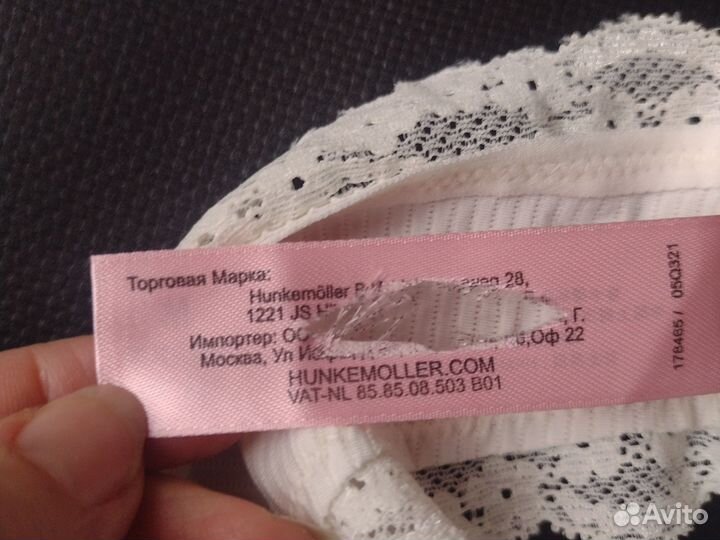 Торговая Марка:
Hunkemöller 28,
1221 JS
Г.
Импортер: Оф 22
Москва, Ул
HUNKEMOLLER.COM
VAT-NL 85.85.08.503 B01
178465 / 05Q321
Avito